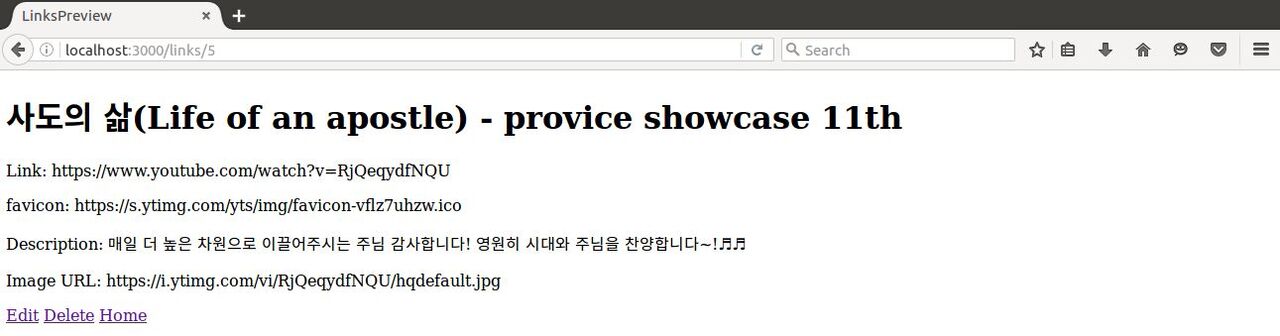 LinksPreview
localhost:3000/links/5
Search
사도의 삶(Life of an apostle) - provice showcase 11th
Link: https://www.youtube.com/watch?v=RjQeqydfNQU
favicon: https://s.ytimg.com/yts/img/favicon-vflz7uhzw.ico
Description: 매일 더 높은 차원으로 이끌어주시는 주님 감사합니다! 영원히 시대와 주님을 찬양합니다~!♬♬
Image URL: https://i.ytimg.com/vi/RjQeqydfNQU/hqdefault.jpg
Edit Delete Home